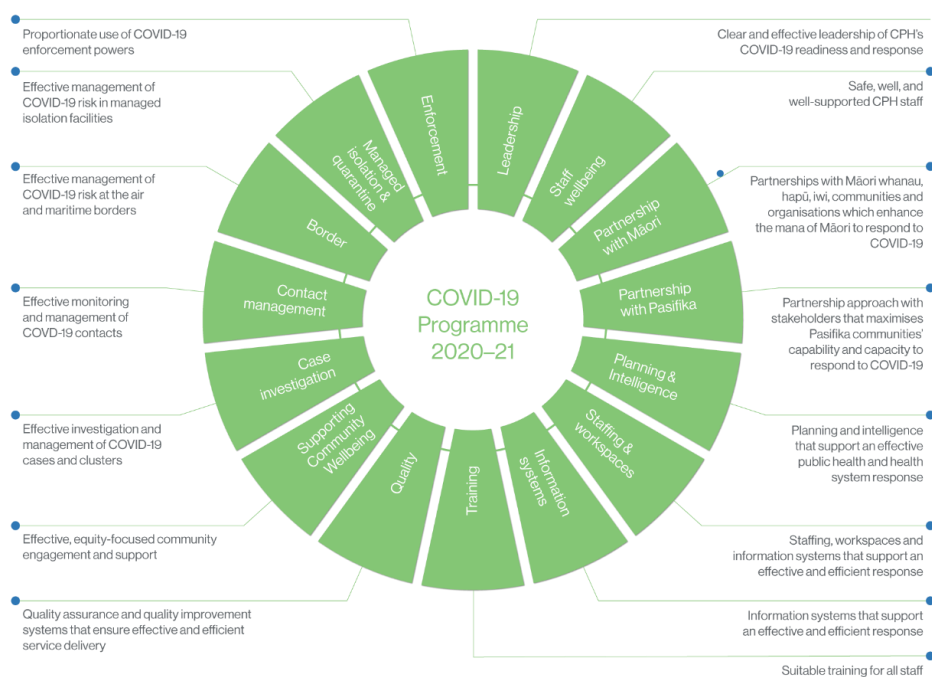 Proportionate use of COVID-19
enforcement powers
Effective management of
COVID-19 risk in managed
isolation facilities
Effective management of
COVID-19 risk at the air
and maritime borders
Effective monitoring
and management of
COVD-19 contacts
Effective investigation and
management of COVID-19
cases and clusters
Effective, equity-focused community
engagement and support
Quality assurance and quality improvement
systems that ensure effective and efficient
service delivery
Enforcement
Managed
isolation &
quarantine
Border
Contact
management
Case
investigation
Supporting
Community
Wellbeing
Quality
Training
Information
systems
Staffing &
workspaces
Planning &
Intelligence
Partnership
with Pasifika
Partnership
with Māori
Staff
wellbeing
Leadership
COVID-19
Programme
2020–21
Clear and effective leadership of CPH's
COVID-19 readiness and response
Safe, well, and
well-supported CPH staff
Partnerships with Māori whanau,
hapū, iwi, communities and
organisations which enhance
the mana of Māori to respond to
COVID-19
Partnership approach with
stakeholders that maximises
Pasifika communities'
capability and capacity to
respond to COVID-19
Planning and intelligence
that support an effective
public health and health
system response
Staffing, workspaces and
information systems that support an
effective and efficient response
Information systems that support
an effective and efficient response
Suitable training for all staff